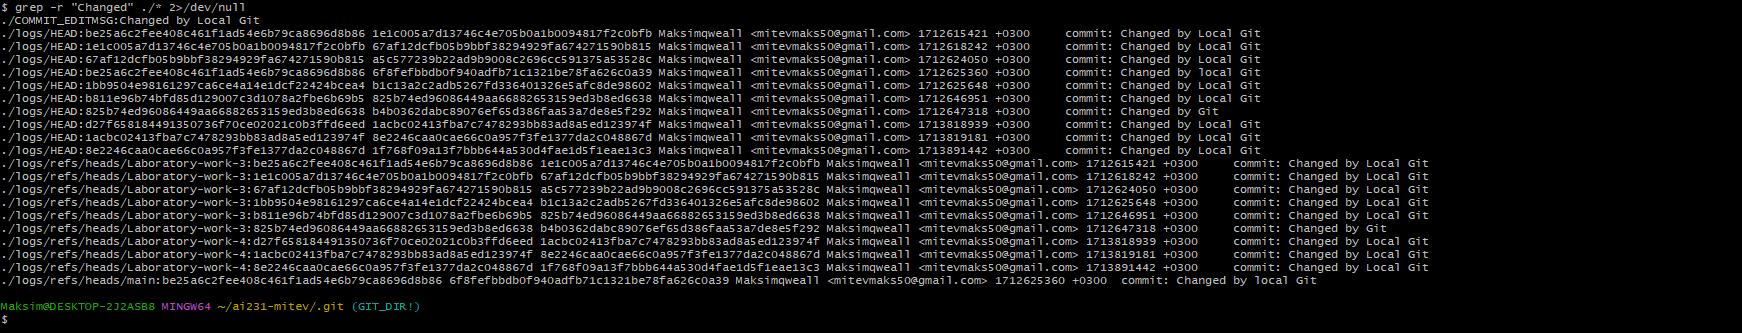 $ grep -r "Changed" ./* 2>/dev/null
./COMMIT_EDITMSG:Changed by Local Git
./logs/HEAD:be25a6c2fee408c461f1ad54e6b79ca8696d8b86 1e1c005a7d13746c4e705b0a1b0094817f2c0bfb Maksimqweall <mitevmaks50@gmail.com> 1712615421 +0300     commit: Changed by Local Git
./logs/HEAD:1e1c005a7d13746c4e705b0a1b0094817f2c0bfb 67af12dcfb05b9bbf38294929fa674271590b815 Maksimqweall <mitevmaks50@gmail.com> 1712618242 +0300     commit: Changed by Local Git
./logs/HEAD:67af12dcfb05b9bbf38294929fa674271590b815 a5c577239b22ad9b9008c2696cc591375a53528c Maksimqweall <mitevmaks50@gmail.com> 1712624050 +0300     commit: Changed by Local Git
./logs/HEAD:be25a6c2fee408c461f1ad54e6b79ca8696d8b86 6f8fefbbdb0f940adfb71c1321be78fa626c0a39 Maksimqweall <mitevmaks50@gmail.com> 1712625360 +0300     commit: Changed by local Git
./logs/HEAD:1bb9504e98161297ca6ce4a14e1dcf22424bcea4 b1c13a2c2adb5267fd336401326e5afc8de98602 Maksimqweall <mitevmaks50@gmail.com> 1712625648 +0300     commit: Changed by Local Git
./logs/HEAD:b811e96b74bfd85d129007c3d1078a2fbe6b69b5 825b74ed96086449aa66882653159ed3b8ed6638 Maksimqweall <mitevmaks50@gmail.com> 1712646951 +0300     commit: Changed by Local Git
./logs/HEAD:825b74ed96086449aa66882653159ed3b8ed6638 b4b0362dabc89076ef65d386faa53a7de8e5f292 Maksimqweall <mitevmaks50@gmail.com> 1712647318 +0300     commit: Changed by Git
./logs/HEAD:d27f658184491350736f70ce02021c0b3ffd6eed 1acbc02413fba7c7478293bb83ad8a5ed123974f Maksimqweall <mitevmaks50@gmail.com> 1713818939 +0300     commit: Changed by Local Git
./logs/HEAD:1acbc02413fba7c7478293bb83ad8a5ed123974f 8e2246caa0cae66c0a957f3fe1377da2c048867d Maksimqweall <mitevmaks50@gmail.com> 1713819181 +0300     commit: Changed by Local Git
./logs/HEAD:8e2246caa0cae66c0a957f3fe1377da2c048867d 1f768f09a13f7bbb644a530d4fae1d5f1eae13c3 Maksimqweall <mitevmaks50@gmail.com> 1713891442 +0300     commit: Changed by Local Git
./logs/refs/heads/Laboratory-work-3:be25a6c2fee408c461f1ad54e6b79ca8696d8b86 1e1c005a7d13746c4e705b0a1b0094817f2c0bfb Maksimqweall <mitevmaks50@gmail.com> 1712615421 +0300     commit: Changed by Local Git
./logs/refs/heads/Laboratory-work-3:1e1c005a7d13746c4e705b0a1b0094817f2c0bfb 67af12dcfb05b9bbf38294929fa674271590b815 Maksimqweall <mitevmaks50@gmail.com> 1712618242 +0300     commit: Changed by Local Git
./logs/refs/heads/Laboratory-work-3:67af12dcfb05b9bbf38294929fa674271590b815 a5c577239b22ad9b9008c2696cc591375a53528c Maksimqweall <mitevmaks50@gmail.com> 1712624050 +0300     commit: Changed by Local Git
./logs/refs/heads/Laboratory-work-3:1bb9504e98161297ca6ce4a14e1dcf22424bcea4 b1c13a2c2adb5267fd336401326e5afc8de98602 Maksimqweall <mitevmaks50@gmail.com> 1712625648 +0300     commit: Changed by Local Git
./logs/refs/heads/Laboratory-work-3:b811e96b74bfd85d129007c3d1078a2fbe6b69b5 825b74ed96086449aa66882653159ed3b8ed6638 Maksimqweall <mitevmaks50@gmail.com> 1712646951 +0300     commit: Changed by Local Git
./logs/refs/heads/Laboratory-work-3:825b74ed96086449aa66882653159ed3b8ed6638 b4b0362dabc89076ef65d386faa53a7de8e5f292 Maksimqweall <mitevmaks50@gmail.com> 1712647318 +0300     commit: Changed by Git
./logs/refs/heads/Laboratory-work-4:d27f658184491350736f70ce02021c0b3ffd6eed 1acbc02413fba7c7478293bb83ad8a5ed123974f Maksimqweall <mitevmaks50@gmail.com> 1713818939 +0300     commit: Changed by Local Git
./logs/refs/heads/Laboratory-work-4:1acbc02413fba7c7478293bb83ad8a5ed123974f 8e2246caa0cae66c0a957f3fe1377da2c048867d Maksimqweall <mitevmaks50@gmail.com> 1713819181 +0300     commit: Changed by Local Git
./logs/refs/heads/Laboratory-work-4:8e2246caa0cae66c0a957f3fe1377da2c048867d 1f768f09a13f7bbb644a530d4fae1d5f1eae13c3 Maksimqweall <mitevmaks50@gmail.com> 1713891442 +0300     commit: Changed by Local Git
./logs/refs/heads/main:be25a6c2fee408c461f1ad54e6b79ca8696d8b86 6f8fefbbdb0f940adfb71c1321be78fa626c0a39 Maksimqweall <mitevmaks50@gmail.com> 1712625360 +0300  commit: Changed by local Git
Maksim@DESKTOP-2J2ASB8 MINGW64 ~/ai231-mitev/.git (GIT_DIR!)
$